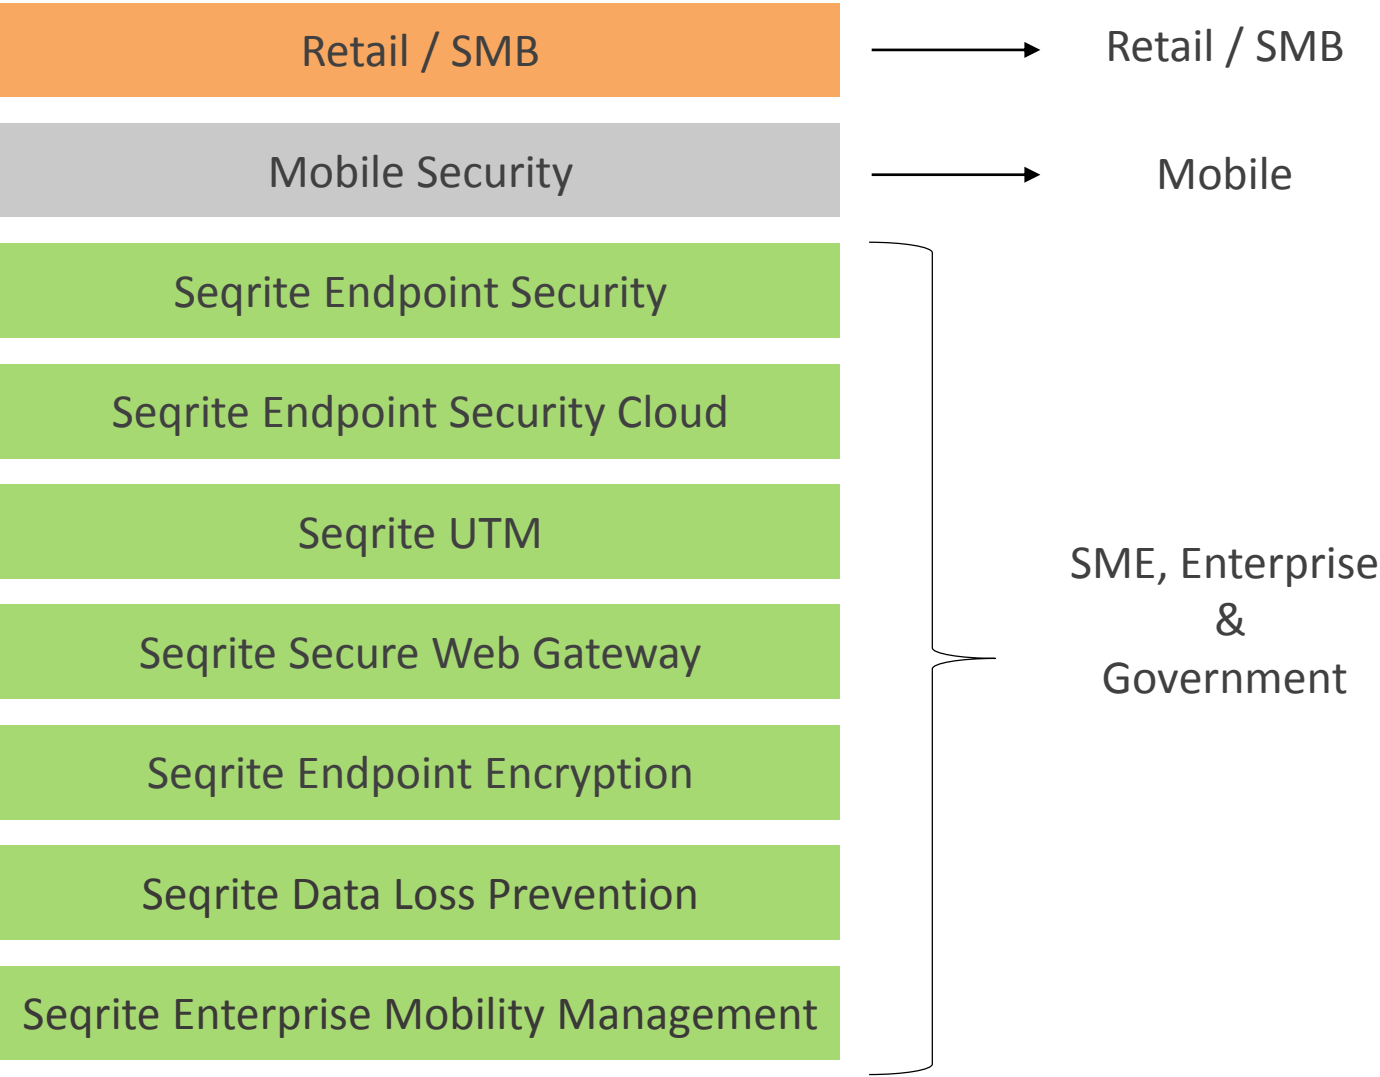 Retail / SMB
Retail / SMB
Mobile Security
Mobile
Seqrite Endpoint Security
Seqrite Endpoint Security Cloud
Seqrite UTM
Seqrite Secure Web Gateway
Seqrite Endpoint Encryption
Seqrite Data Loss Prevention
Seqrite Enterprise Mobility Management
SME, Enterprise
&
Government